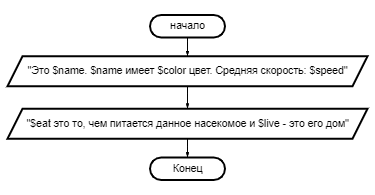 начало
"Это $name. $name имеет $color цвет. Средняя скорость: $speed"
"$eat это то, чем питается данное насекомое и $live - это его дом"
Конец